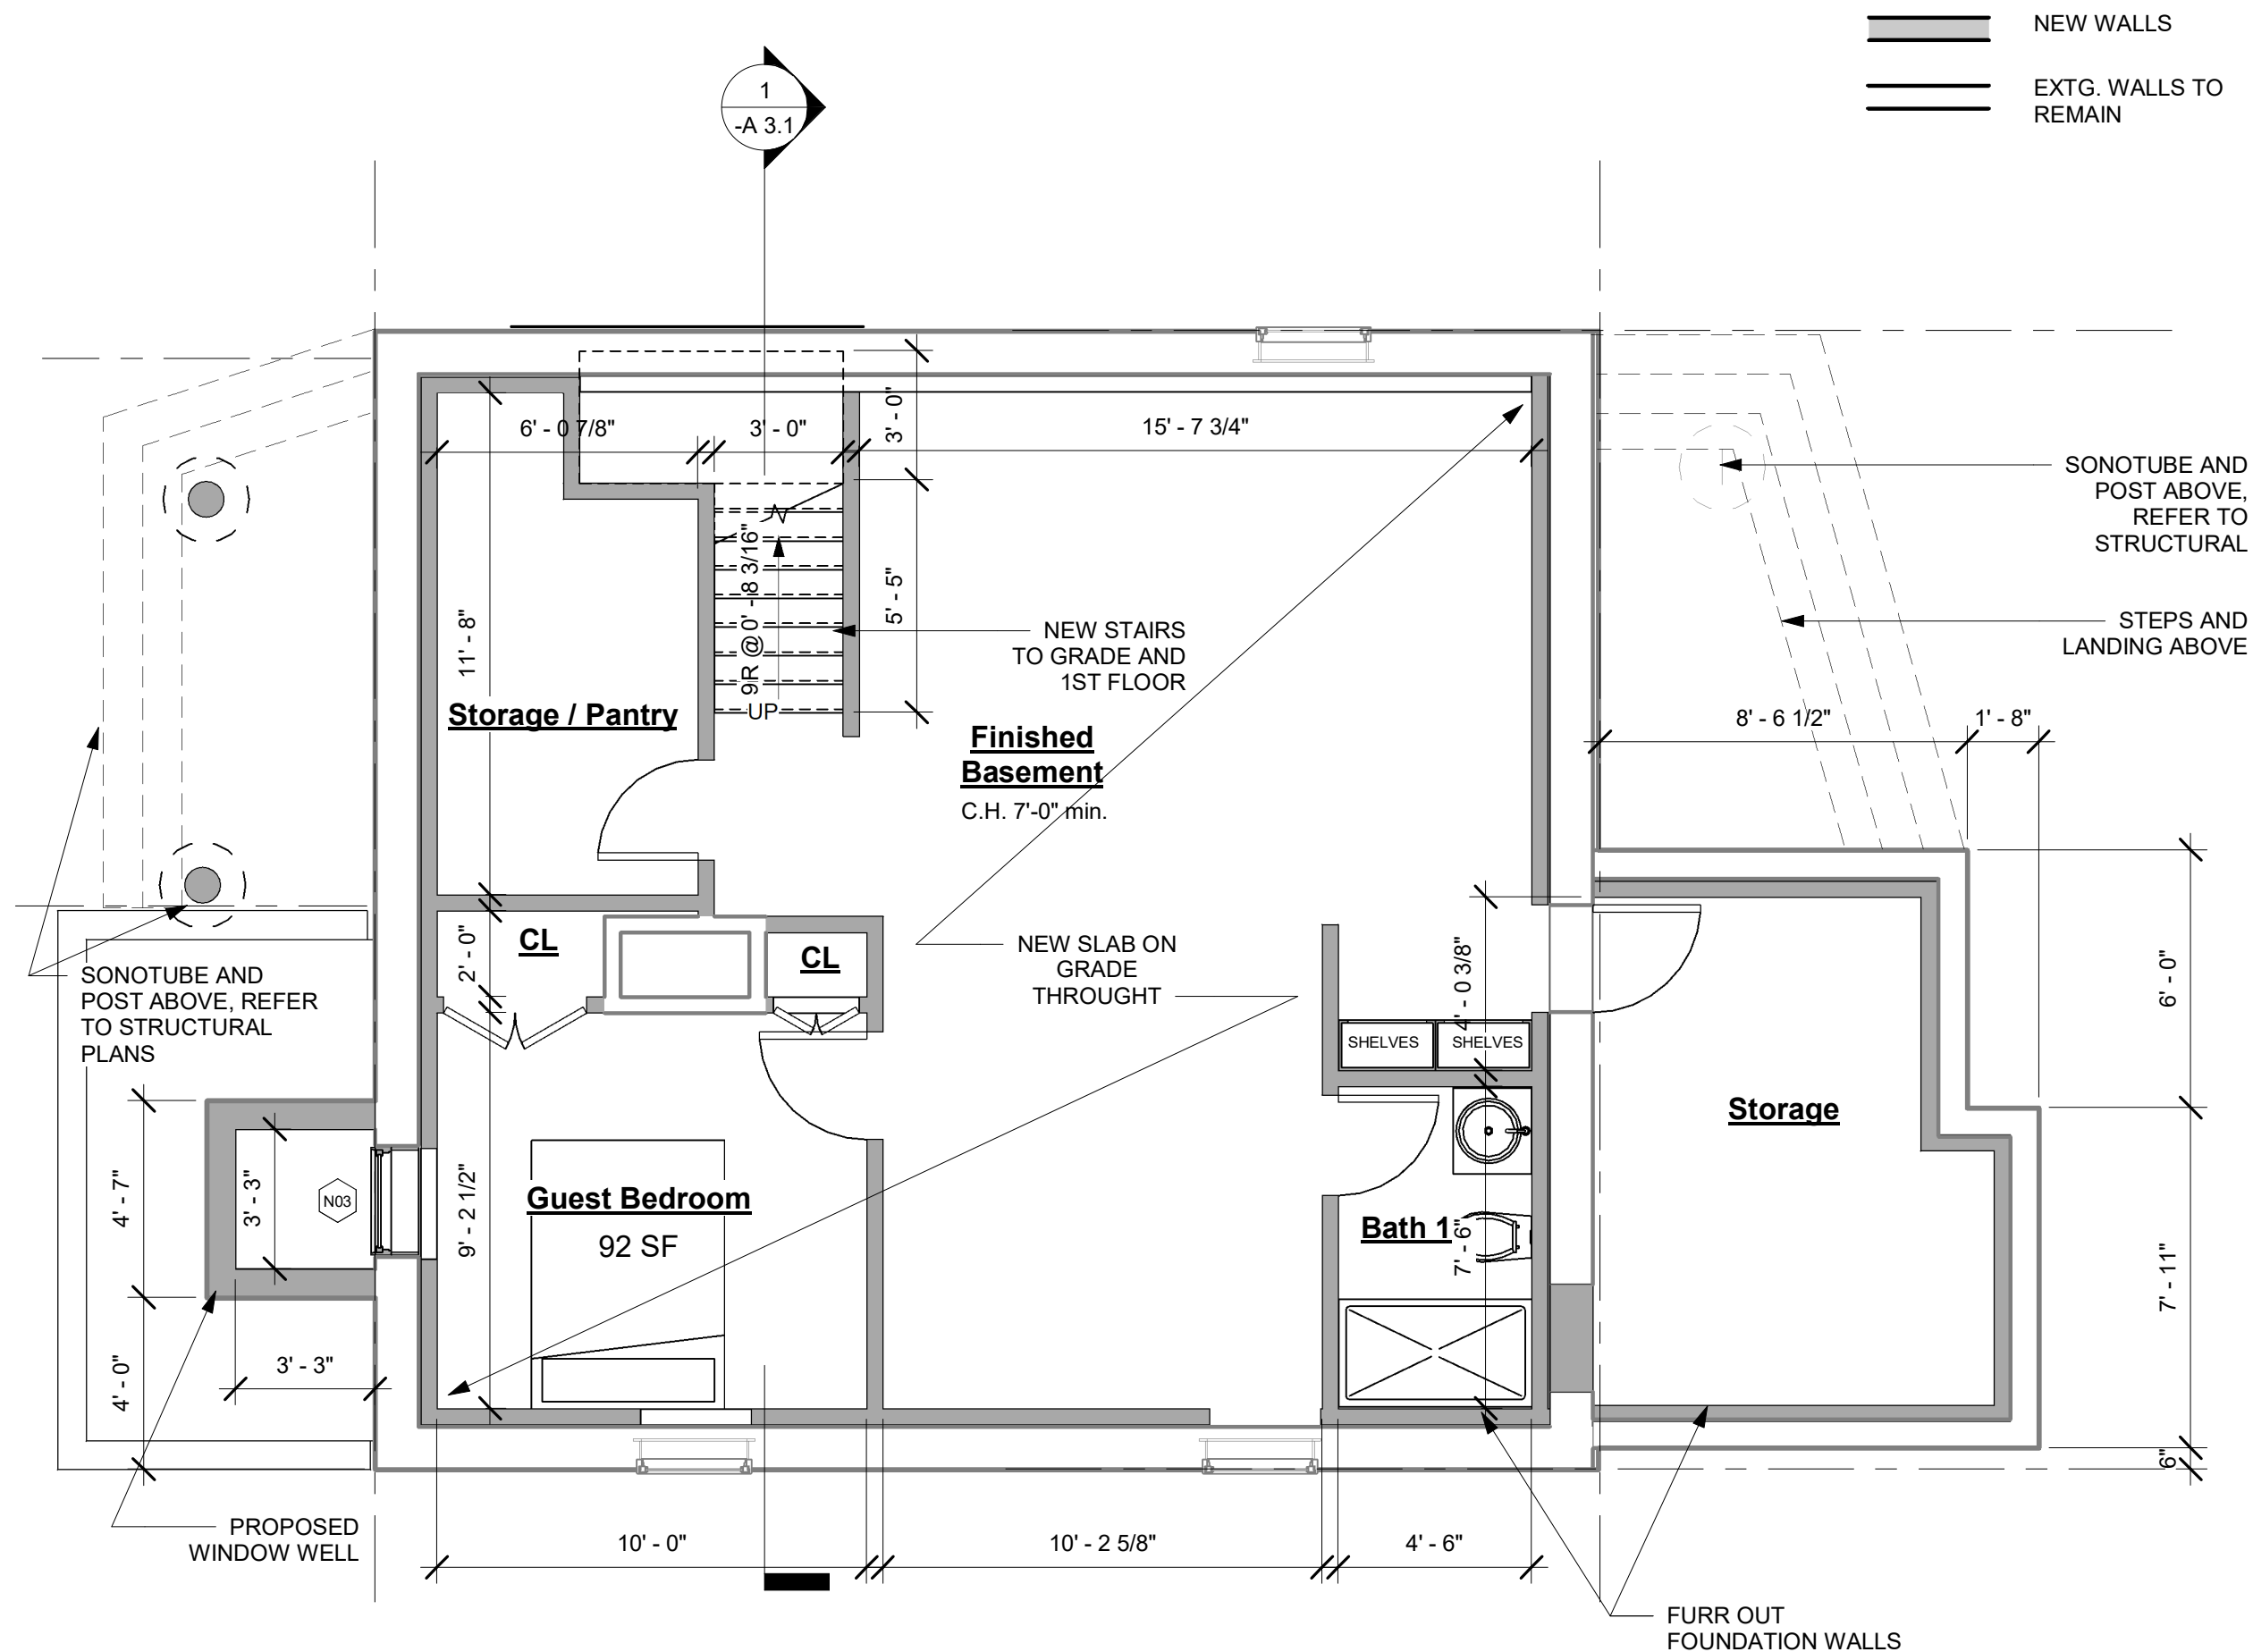 NEW WALLS
EXTG. WALLS TO
REMAIN
1
-A 3.1
6' - 0 7/8"
3' - 0"
3' - 0"
15' - 7 3/4"
SONOTUBE AND
POST ABOVE,
REFER TO
STRUCTURAL
11' - 8"
9R @ 0' - 8 3/16"
UP
5' - 5"
NEW STAIRS
TO GRADE AND
1ST FLOOR
STEPS AND
LANDING ABOVE
Storage / Pantry
Finished
Basement
C.H. 7'-0" min.
8' - 6 1/2"
1' - 8"
CL
2' - 0"
CL
NEW SLAB ON
GRADE
THROUGHT
4' - 0 3/8"
6' - 0"
SONOTUBE AND
POST ABOVE, REFER
TO STRUCTURAL
PLANS
SHELVES
SHELVES
Storage
4' - 7"
3' - 3"
N03
9' - 2 1/2"
Guest Bedroom
92 SF
Bath 1
7' - 6"
7' - 11"
3' - 3"
4' - 0"
6"
PROPOSED
WINDOW WELL
10' - 0"
10' - 2 5/8"
4' - 6"
FURR OUT
FOUNDATION WALLS